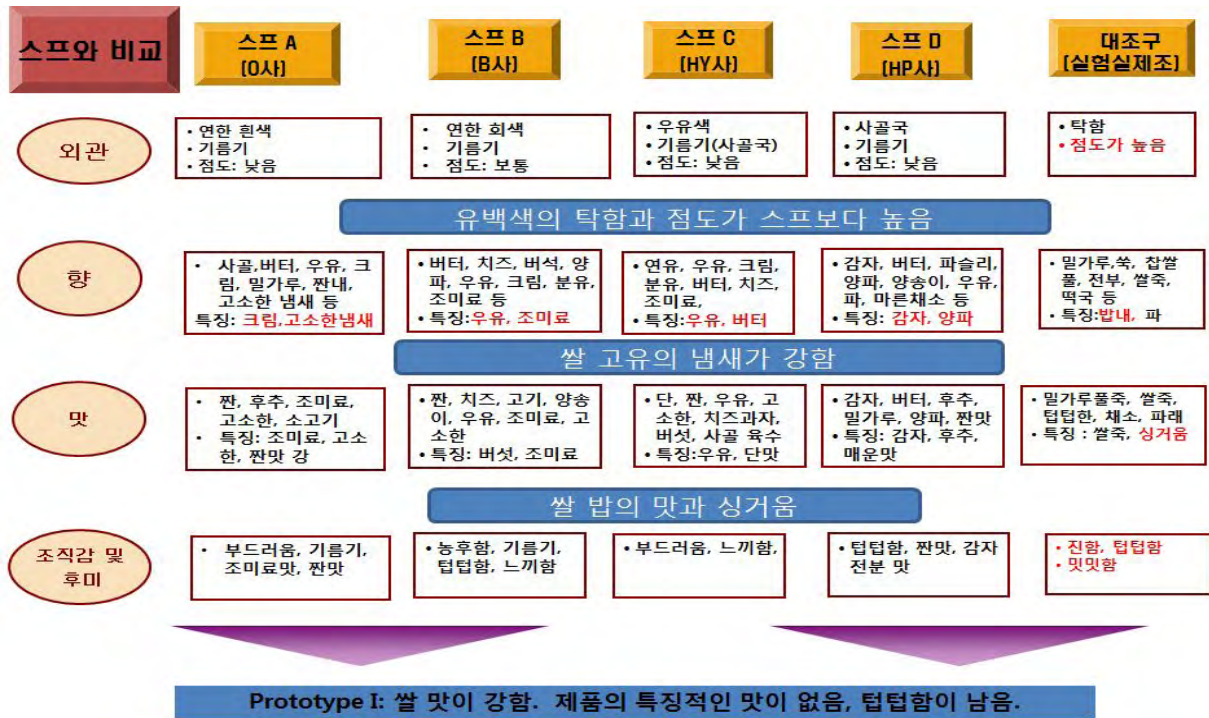 스프와 비교
스프 A
(O사)
스프 B
(B사)
스프 C
(HY사)
스프 D
(HP사)
대조구
(실험실제조)
외관
• 연한 흰색
• 기름기
• 점도: 낮음
• 연한 회색
• 기름기
• 점도: 보통
• 우유색
• 기름기(사골국)
• 점도: 낮음
• 사골국
• 기름기
• 점도: 낮음
• 탁함
• 점도가 높음
유백색의 탁함과 점도가 스프보다 높음
향
• 사골,버터, 우유, 크
림, 밀가루, 짠내,
고소한 냄새 등
특징: 크림,고소한냄새
• 버터, 치즈, 버석, 양
파, 우유, 크림, 분유,
조미료 등
• 특징:우유, 조미료
• 연유, 우유, 크림,
분유, 버터, 치즈,
조미료,
• 특징:우유, 버터
• 감자, 버터, 파슬리,
양파, 양송이, 우유,
파, 마른채소 등
• 특징: 감자, 양파
• 밀가루,쑥, 찹쌀
풀, 전부, 쌀죽,
떡국 등
• 특징:밥내, 파
쌀 고유의 냄새가 강함
맛
• 짠, 후추, 조미료,
고소한, 소고기
• 특징: 조미료, 고소
한, 짠맛 강
• 짠, 치즈, 고기, 양송
이, 우유, 조미료, 고
소한
• 특징: 버섯, 조미료
• 단, 짠, 우유, 고
소한, 치즈과자,
버섯, 사골 육수
• 특징:우유, 단맛
• 감자, 버터, 후추,
밀가루, 양파, 짠맛
• 특징: 감자, 후추,
매운맛
• 밀가루풀죽, 쌀죽,
텁텁한, 채소, 파래
• 특징 : 쌀죽, 싱거움
쌀 밥의 맛과 싱거움
조직감 및
후미
• 부드러움, 기름기,
조미료맛, 짠맛
• 농후함, 기름기,
텁텁함, 느끼함
• 부드러움, 느끼함,
• 텁텁함, 짠맛, 감자
전분 맛
• 진함, 텁텁함
• 밋밋함
Prototype I: 쌀 맛이 강함. 제품의 특징적인 맛이 없음, 텁텁함이 남음.